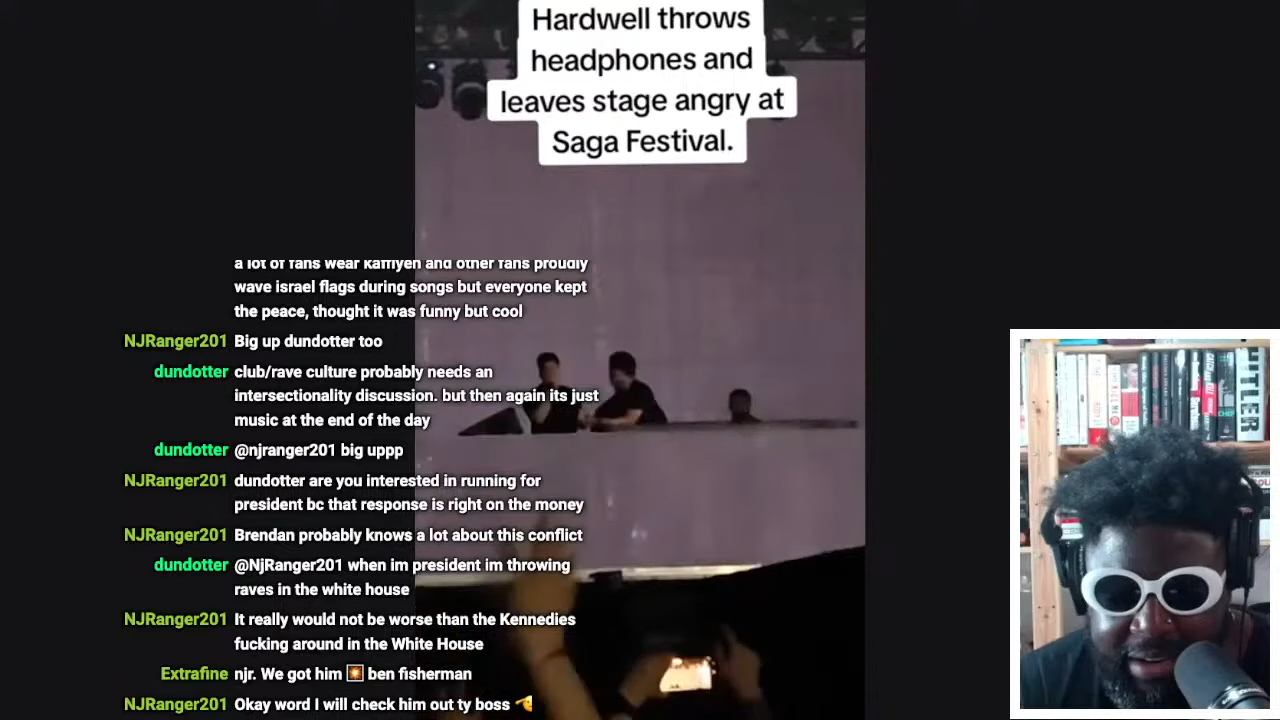 Hardwell throws
headphones and
leaves stage angry at
Saga Festival.
a lot of fans wear kaffiyeh and other fans proudly
wave israel flags during songs but everyone kept
the peace, thought it was funny but cool
NJRanger201 Big up dundotter too
dundotter club/rave culture probably needs an
intersectionality discussion. but then again its just
music at the end of the day
dundotter @njranger201 big uppp
NJRanger201 dundotter are you interested in running for
president bc that response is right on the money
NJRanger201 Brendan probably knows a lot about this conflict
dundotter @NjRanger201 when im president im throwing
raves in the white house
NJRanger201 It really would not be worse than the Kennedies
fucking around in the White House
Extrafine njr. We got him 💥 ben fisherman
NJRanger201 Okay word I will check him out ty boss 🫡
HITLER